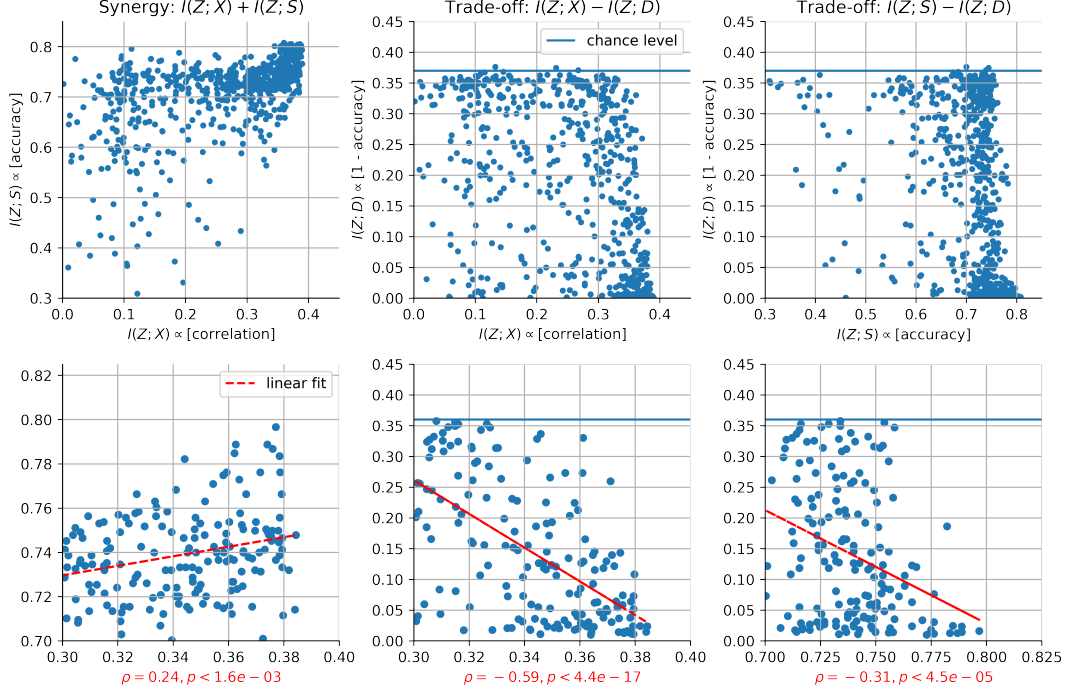 Synergy: I(Z; X) + I(Z; S)
I(Z; S) ∝ [accuracy]
0.8
0.7
0.6
0.5
0.4
0.3
0.0 0.1 0.2 0.3 0.4
I(Z; X) ∝ [correlation]
Trade-off: I(Z; X) − I(Z; D)
chance level
I(Z; D) ∝ [1 - accuracy]
0.45
0.40
0.35
0.30
0.25
0.20
0.15
0.10
0.05
0.00
0.0 0.1 0.2 0.3 0.4
I(Z; X) ∝ [correlation]
Trade-off: I(Z; S) − I(Z; D)
I(Z; D) ∝ [1 - accuracy]
0.45
0.40
0.35
0.30
0.25
0.20
0.15
0.10
0.05
0.00
0.3 0.4 0.5 0.6 0.7 0.8
I(Z; S) ∝ [accuracy]
linear fit
0.82
0.80
0.78
0.76
0.74
0.72
0.70
0.30 0.32 0.34 0.36 0.38 0.40
ρ = 0.24, p < 1.6e − 03
0.45
0.40
0.35
0.30
0.25
0.20
0.15
0.10
0.05
0.00
0.30 0.32 0.34 0.36 0.38 0.40
ρ = − 0.59, p < 4.4e − 17
0.45
0.40
0.35
0.30
0.25
0.20
0.15
0.10
0.05
0.00
0.700 0.725 0.750 0.775 0.800 0.825
ρ = − 0.31, p < 4.5e − 05